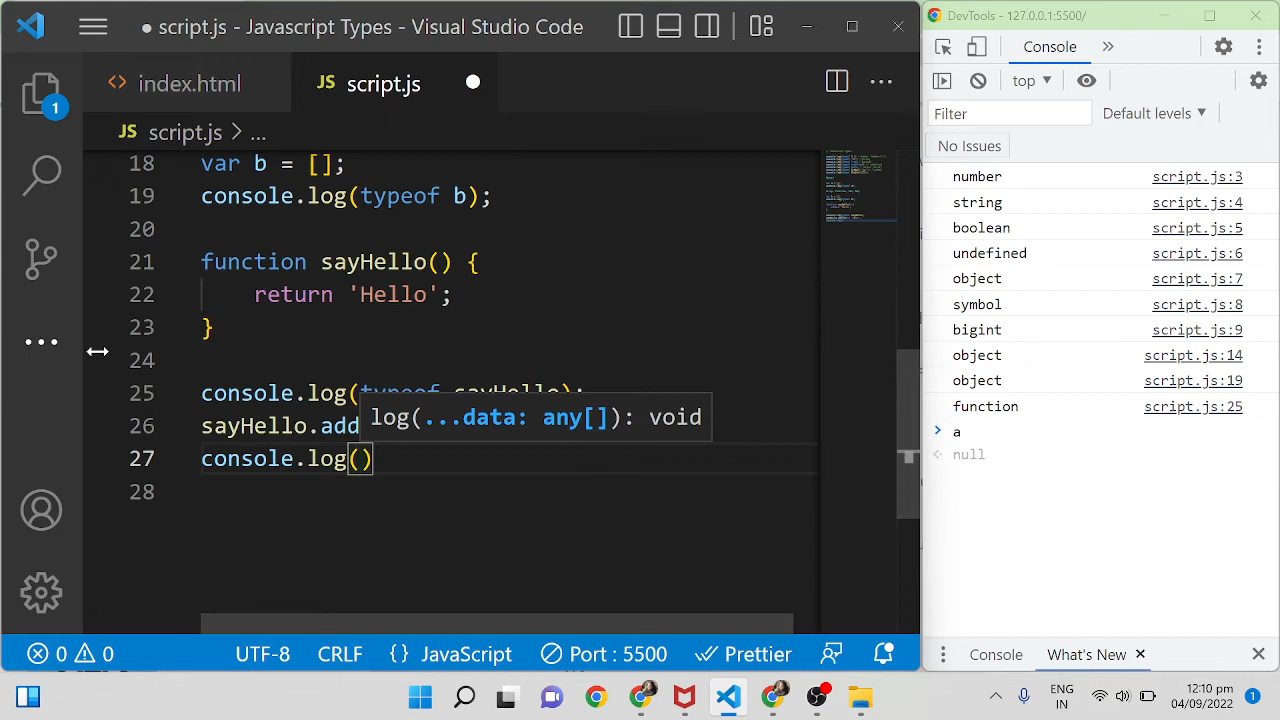 script.js - Javascript Types - Visual Studio Code
index.html
JS script.js
JS script.js > ...
1
18 var b = [];
19 console.log(typeof b);
20
21 function sayHello() {
22 return 'Hello';
23 }
24
25 console.log(typeof sayHello);
26 sayHello.add
log(...data: any[]): void
27 console.log()
28
0 0 UTF-8 CRLF {} JavaScript Port : 5500 Prettier
DevTools - 127.0.0.1:5500/
Console
top
Filter Default levels
No Issues
number script.js:3
string script.js:4
boolean script.js:5
undefined script.js:6
object script.js:7
symbol script.js:8
bigint script.js:9
object script.js:14
object script.js:19
function script.js:25
> a
null
Console What's New
ENG
IN
12:10 pm
04/09/2022
1